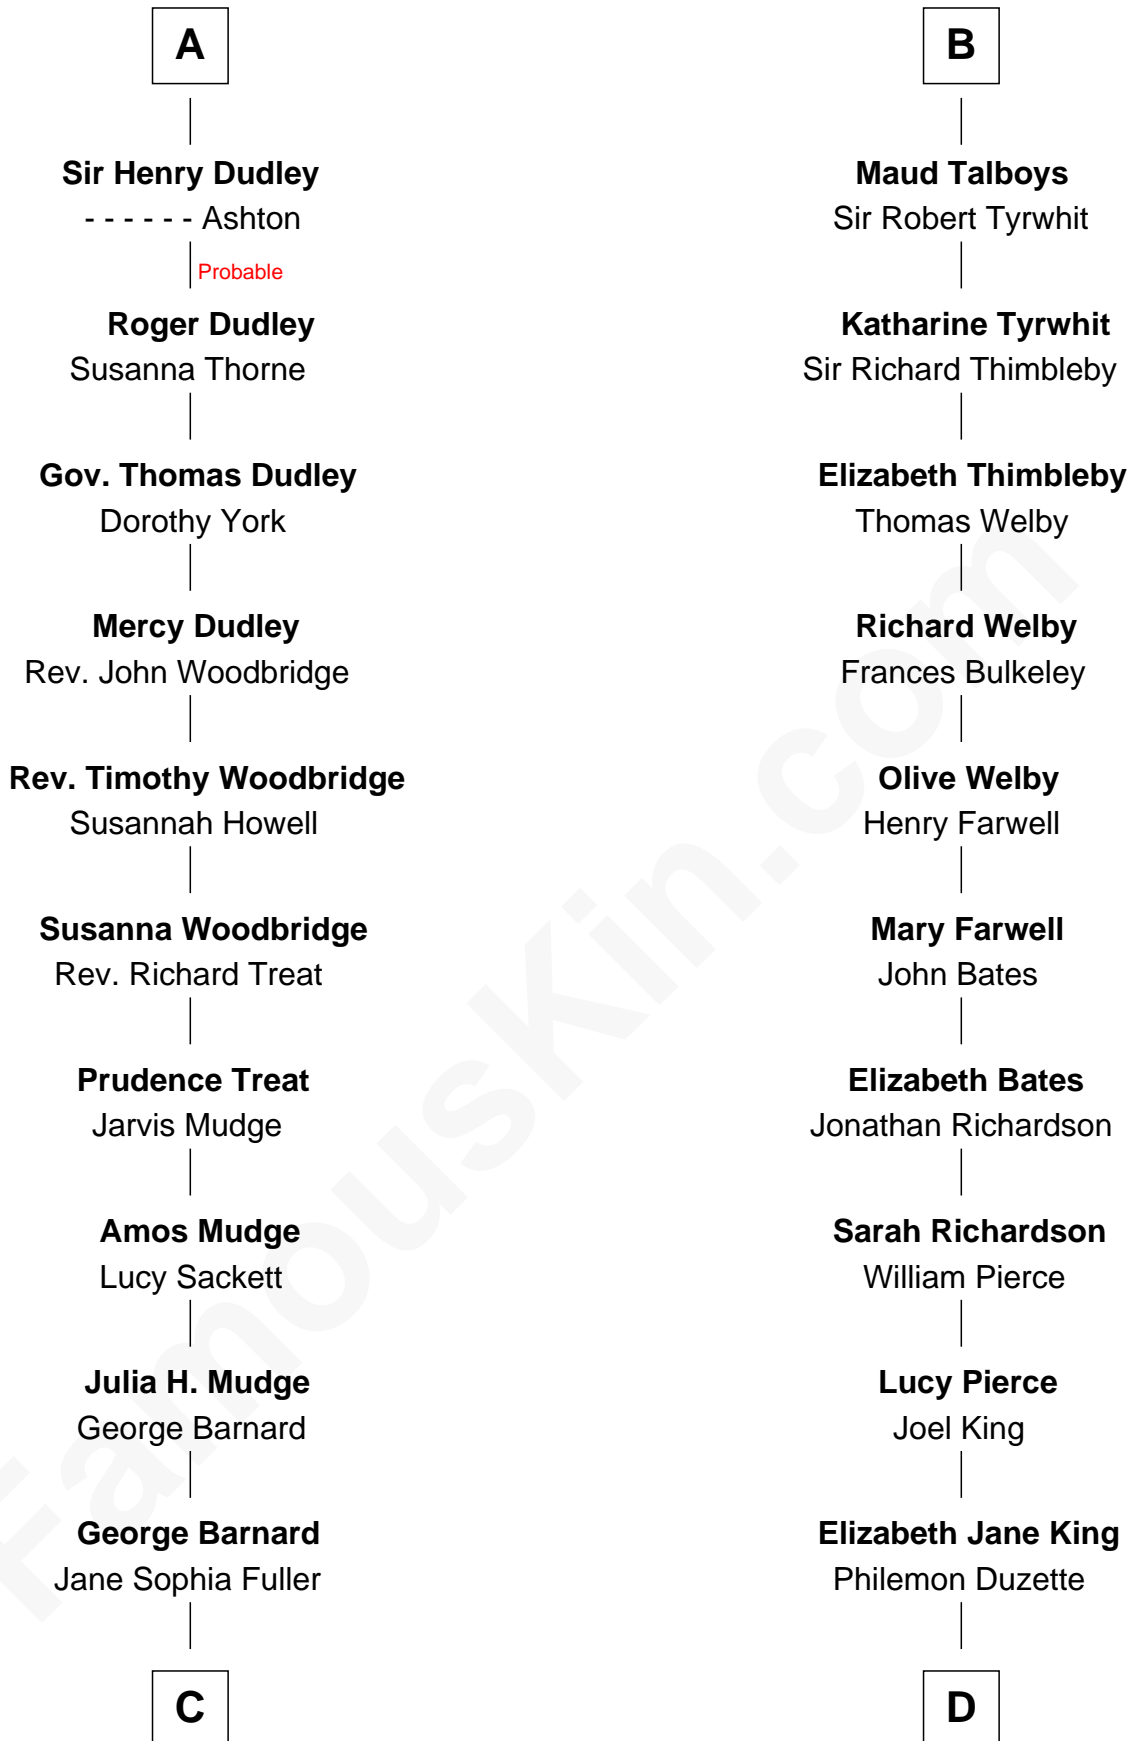 A
Sir Henry Dudley
- - - - - - Ashton
Probable
Roger Dudley
Susanna Thorne
Gov. Thomas Dudley
Dorothy York
Mercy Dudley
Rev. John Woodbridge
Rev. Timothy Woodbridge
Susannah Howell
Susanna Woodbridge
Rev. Richard Treat
Prudence Treat
Jarvis Mudge
Amos Mudge
Lucy Sackett
Julia H. Mudge
George Barnard
George Barnard
Jane Sophia Fuller
C
B
Maud Talboys
Sir Robert Tyrwhit
Katharine Tyrwhit
Sir Richard Thimbleby
Elizabeth Thimbleby
Thomas Welby
Richard Welby
Frances Bulkeley
Olive Welby
Henry Farwell
Mary Farwell
John Bates
Elizabeth Bates
Jonathan Richardson
Sarah Richardson
William Pierce
Lucy Pierce
Joel King
Elizabeth Jane King
Philemon Duzette
D
FamousKin.com